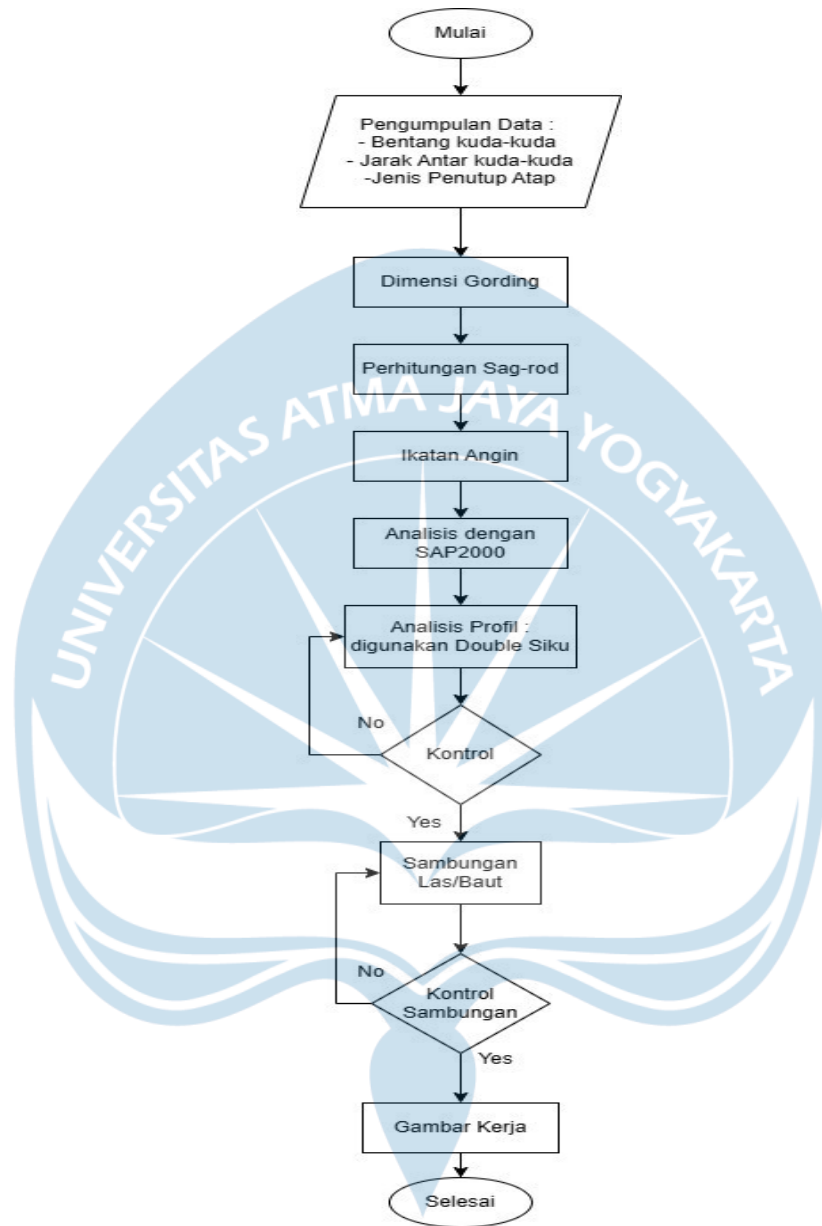 Mulai
Pengumpulan Data :
- Bentang kuda-kuda
- Jarak Antar kuda-kuda
-Jenis Penutup Atap
Dimensi Gording
Perhitungan Sag-rod
UNIVERSITAS ATMA JAYA YOGYAKARTA
Ikatan Angin
Analisis dengan
SAP2000
Analisis Profil :
digunakan Double Siku
No
Kontrol
Yes
Sambungan
Las/Baut
No
Kontrol
Sambungan
Yes
Gambar Kerja
Selesai